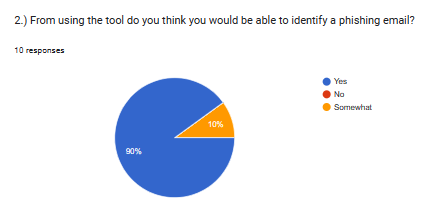 2.) From using the tool do you think you would be able to identify a phishing email?
10 responses
Yes
No
Somewhat
10%
90%